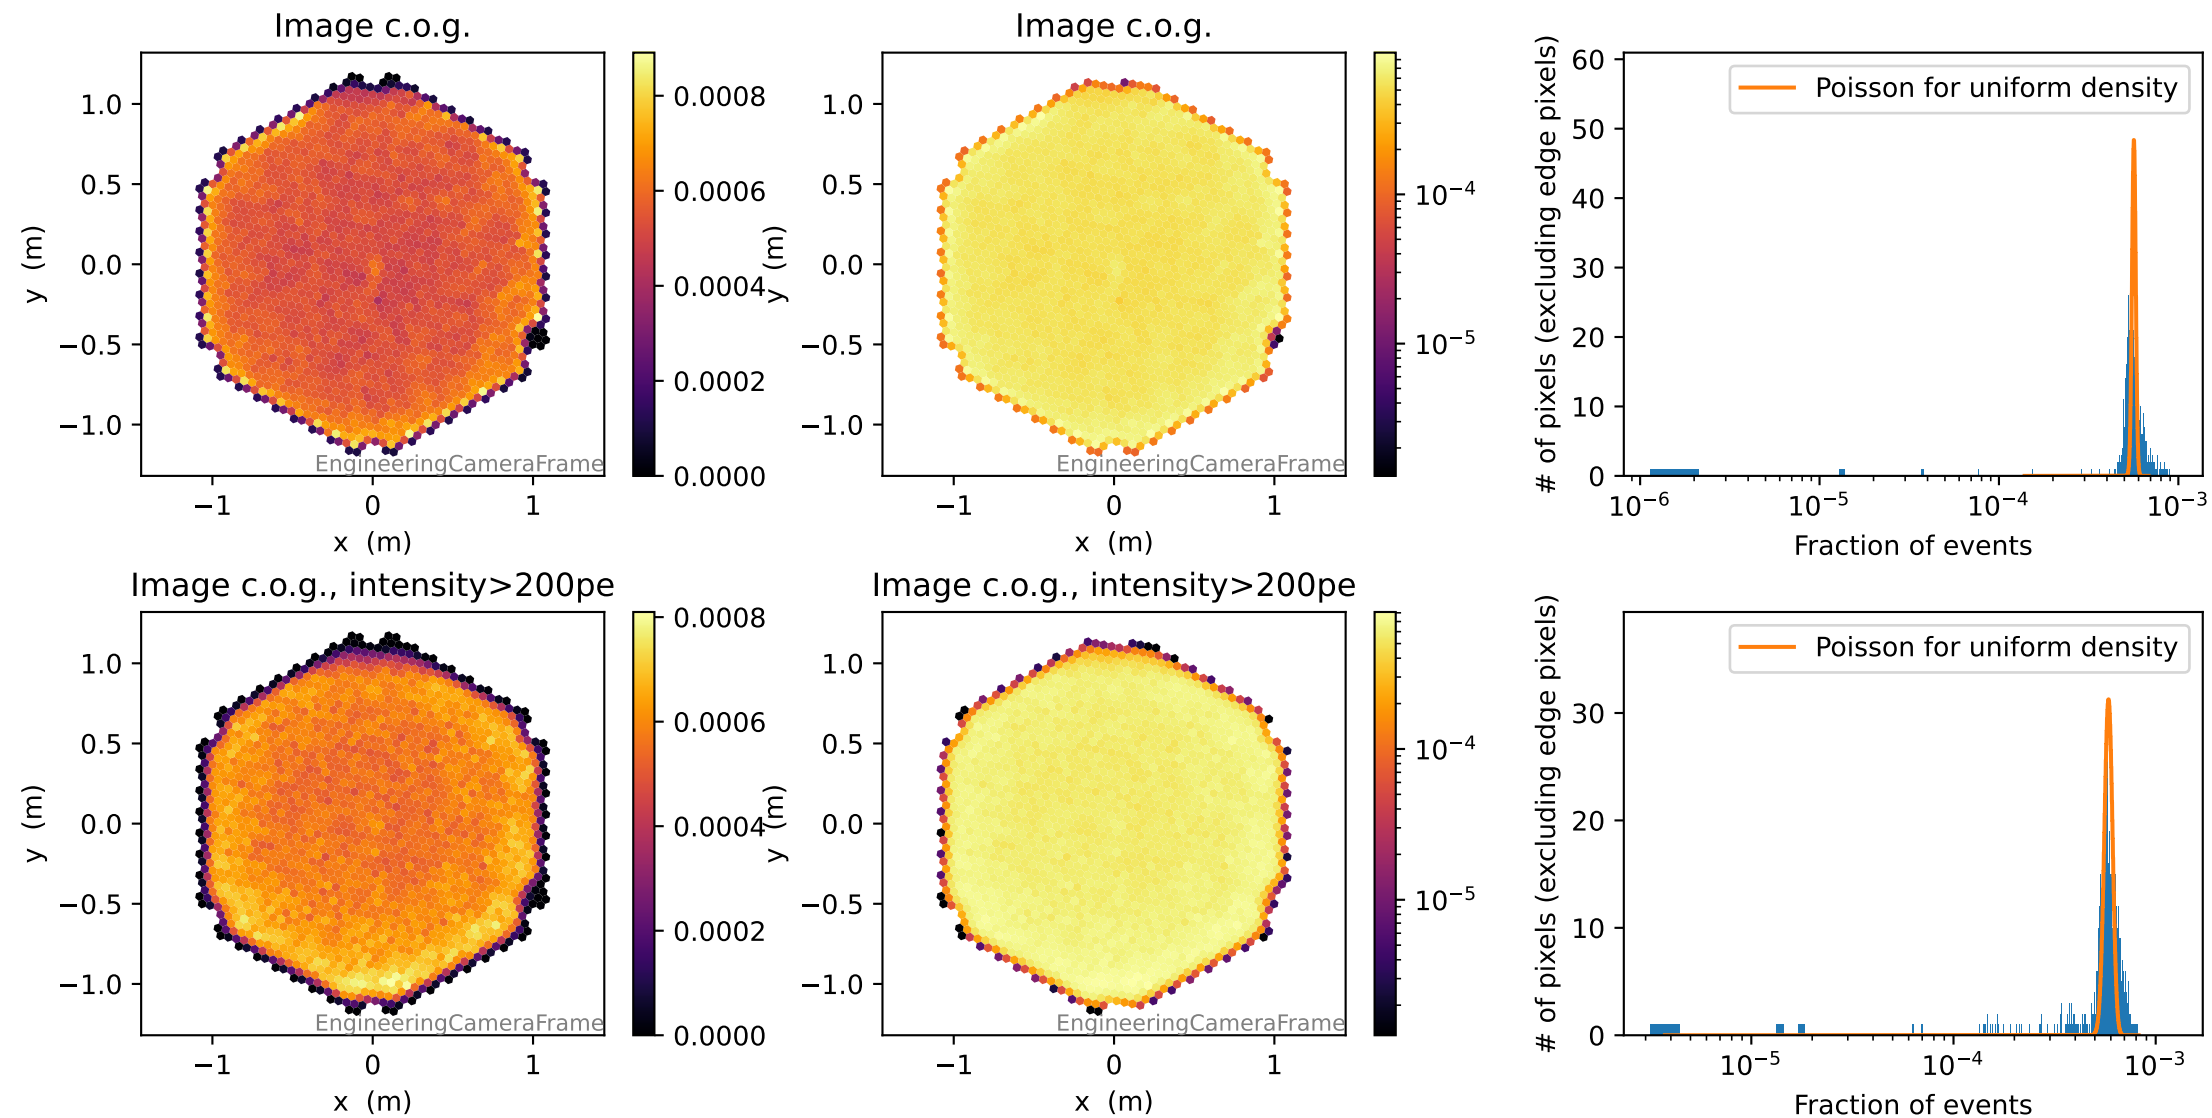 Image c.o.g.
1.0
0.5
0.0
−0.5
−1.0
y (m)
−1
0
1
x (m)
EngineeringCameraFrame
0.0008
0.0006
0.0004
0.0002
0.0000
Image c.o.g.
1.0
0.5
0.0
−0.5
−1.0
y (m)
−1
0
1
x (m)
EngineeringCameraFrame
10−4
10−5
# of pixels (excluding edge pixels)
60
50
40
30
20
10
0
Poisson for uniform density
10−6
10−5
10−4
10−3
Fraction of events
Image c.o.g., intensity>200pe
1.0
0.5
0.0
−0.5
−1.0
y (m)
−1
0
1
x (m)
EngineeringCameraFrame
0.0008
0.0006
0.0004
0.0002
0.0000
Image c.o.g., intensity>200pe
1.0
0.5
0.0
−0.5
−1.0
y (m)
−1
0
1
x (m)
EngineeringCameraFrame
10−4
10−5
# of pixels (excluding edge pixels)
30
20
10
0
Poisson for uniform density
10−5
10−4
10−3
Fraction of events